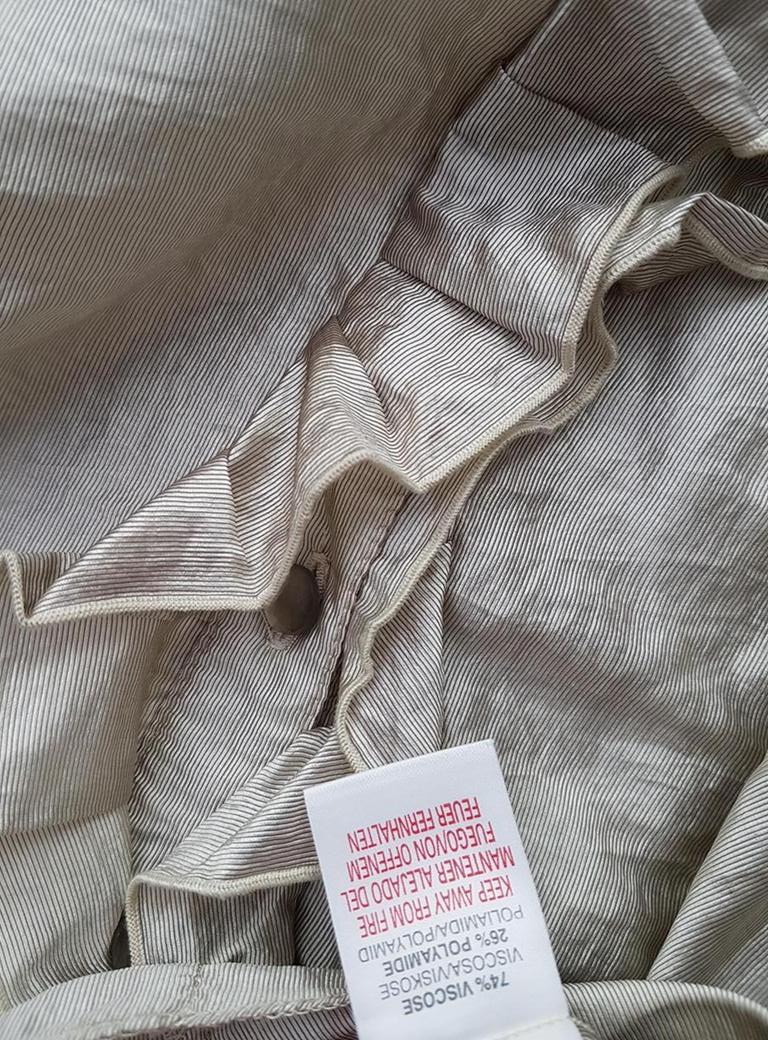 74% VISCOSE
VISCOSA/VISKOSE
26% POLYAMIDE
POLIAMIDA/POLYAMID
KEEP AWAY FROM FIRE
MANTENER ALEJADO DEL
FUEGO/VON OFFENEM
FEUER FERNHALTEN